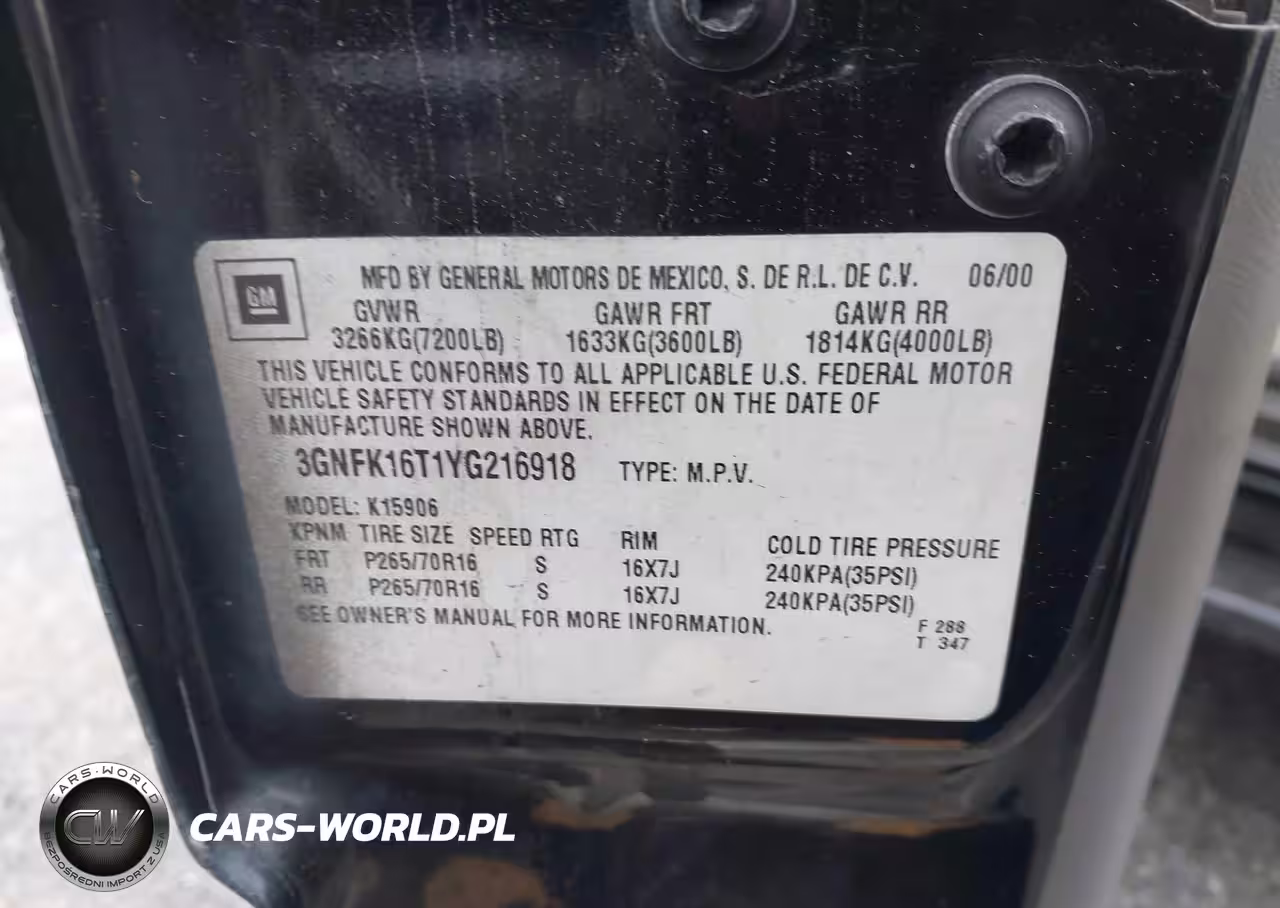 GM MFD BY GENERAL MOTORS DE MEXICO, S. DE R.L. DE C.V. 06/00
GVWR GAWR FRT GAWR RR
3266KG(7200LB) 1633KG(3600LB) 1814KG(4000LB)
THIS VEHICLE CONFORMS TO ALL APPLICABLE U.S. FEDERAL MOTOR
VEHICLE SAFETY STANDARDS IN EFFECT ON THE DATE OF
MANUFACTURE SHOWN ABOVE.
3GNFK16T1YG216918 TYPE: M.P.V.
MODEL: K15906
KPNM TIRE SIZE SPEED RTG RIM COLD TIRE PRESSURE
FRT P265/70R16 S 16X7J 240KPA(35PSI)
RR P265/70R16 S 16X7J 240KPA(35PSI)
SEE OWNER'S MANUAL FOR MORE INFORMATION.
F 288
T 347
CARS-WORLD
CW
BEZPOŚREDNI IMPORT Z USA
CARS-WORLD.PL